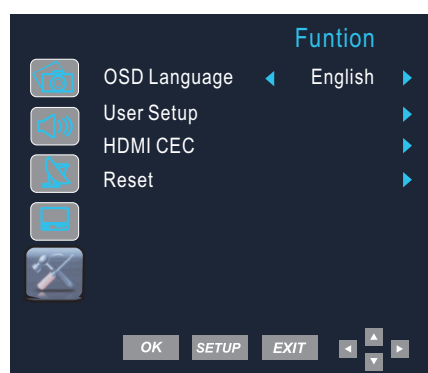 Funtion
OSD Language English
User Setup
HDMI CEC
Reset
OK SETUP EXIT